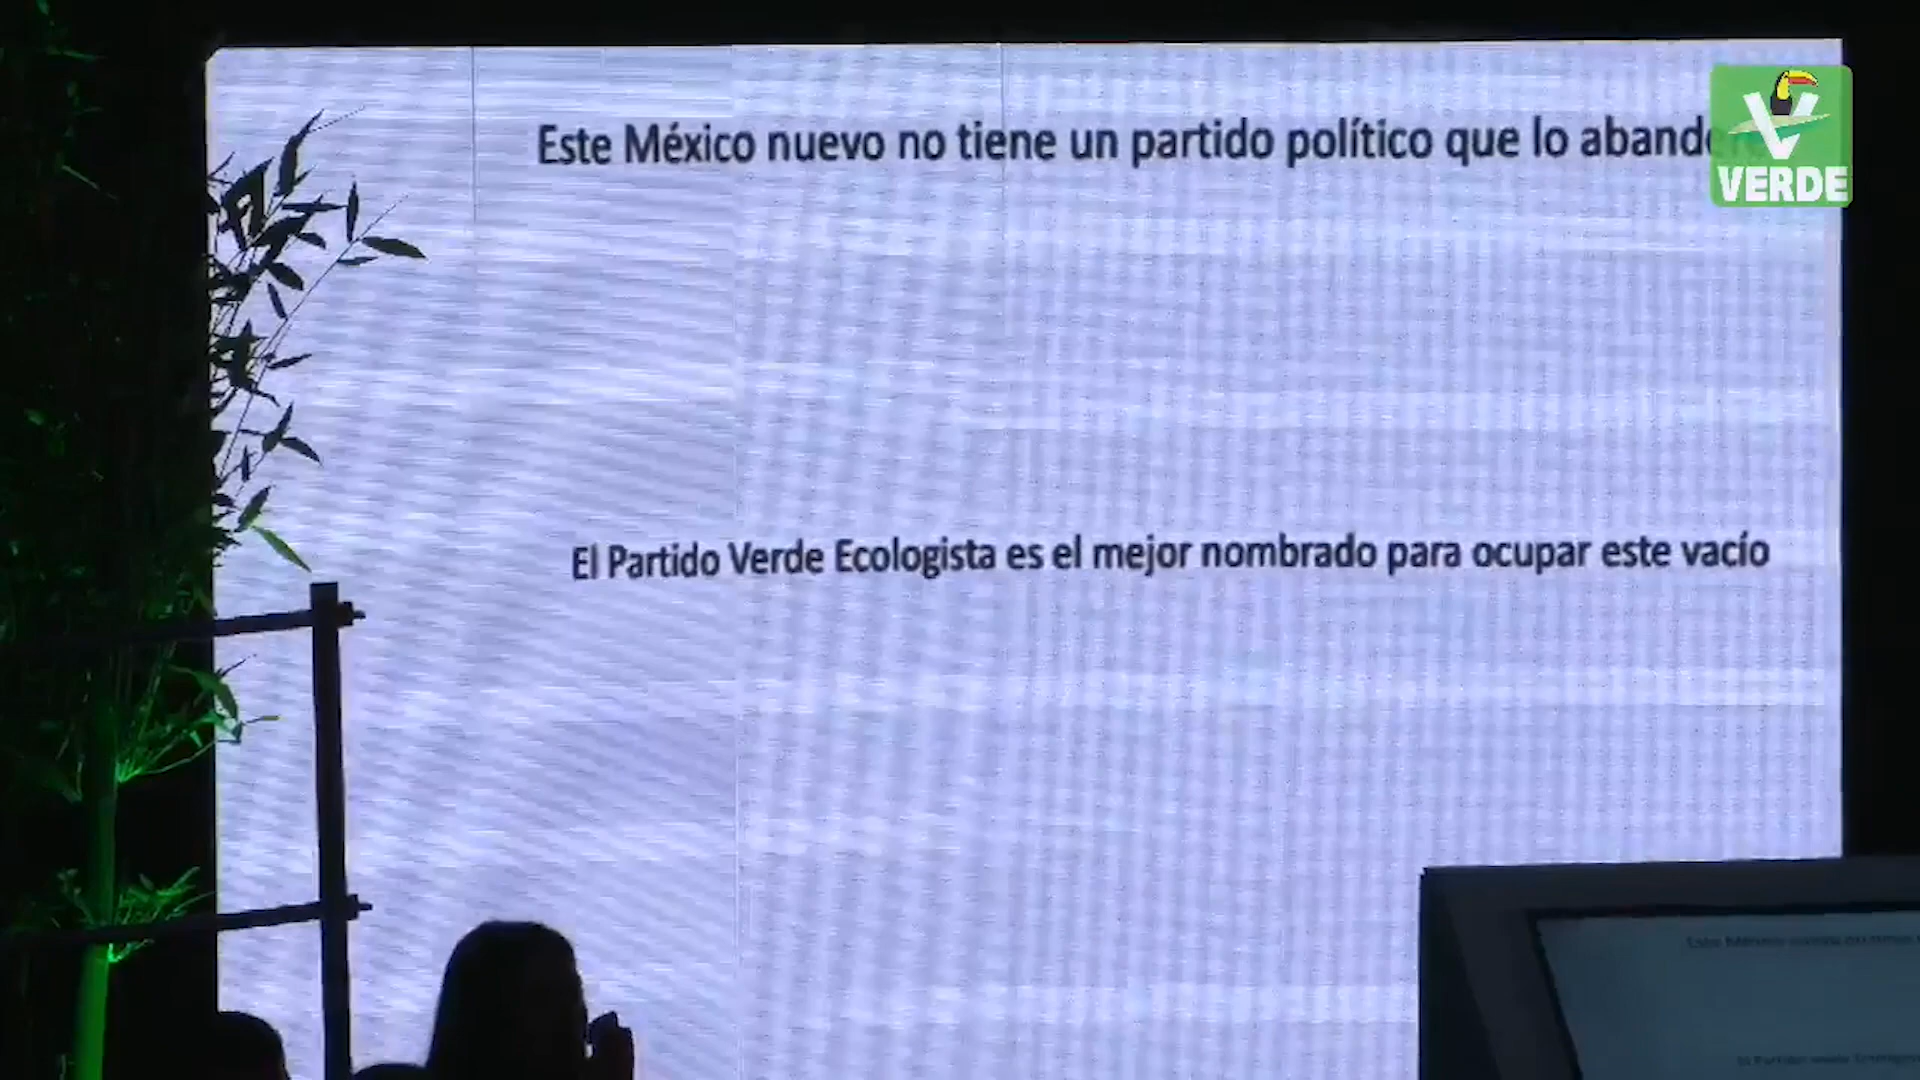 Este México nuevo no tiene un partido político que lo
VERDE
El Partido Verde Ecologista es el mejor nombrado para ocupar este vacío